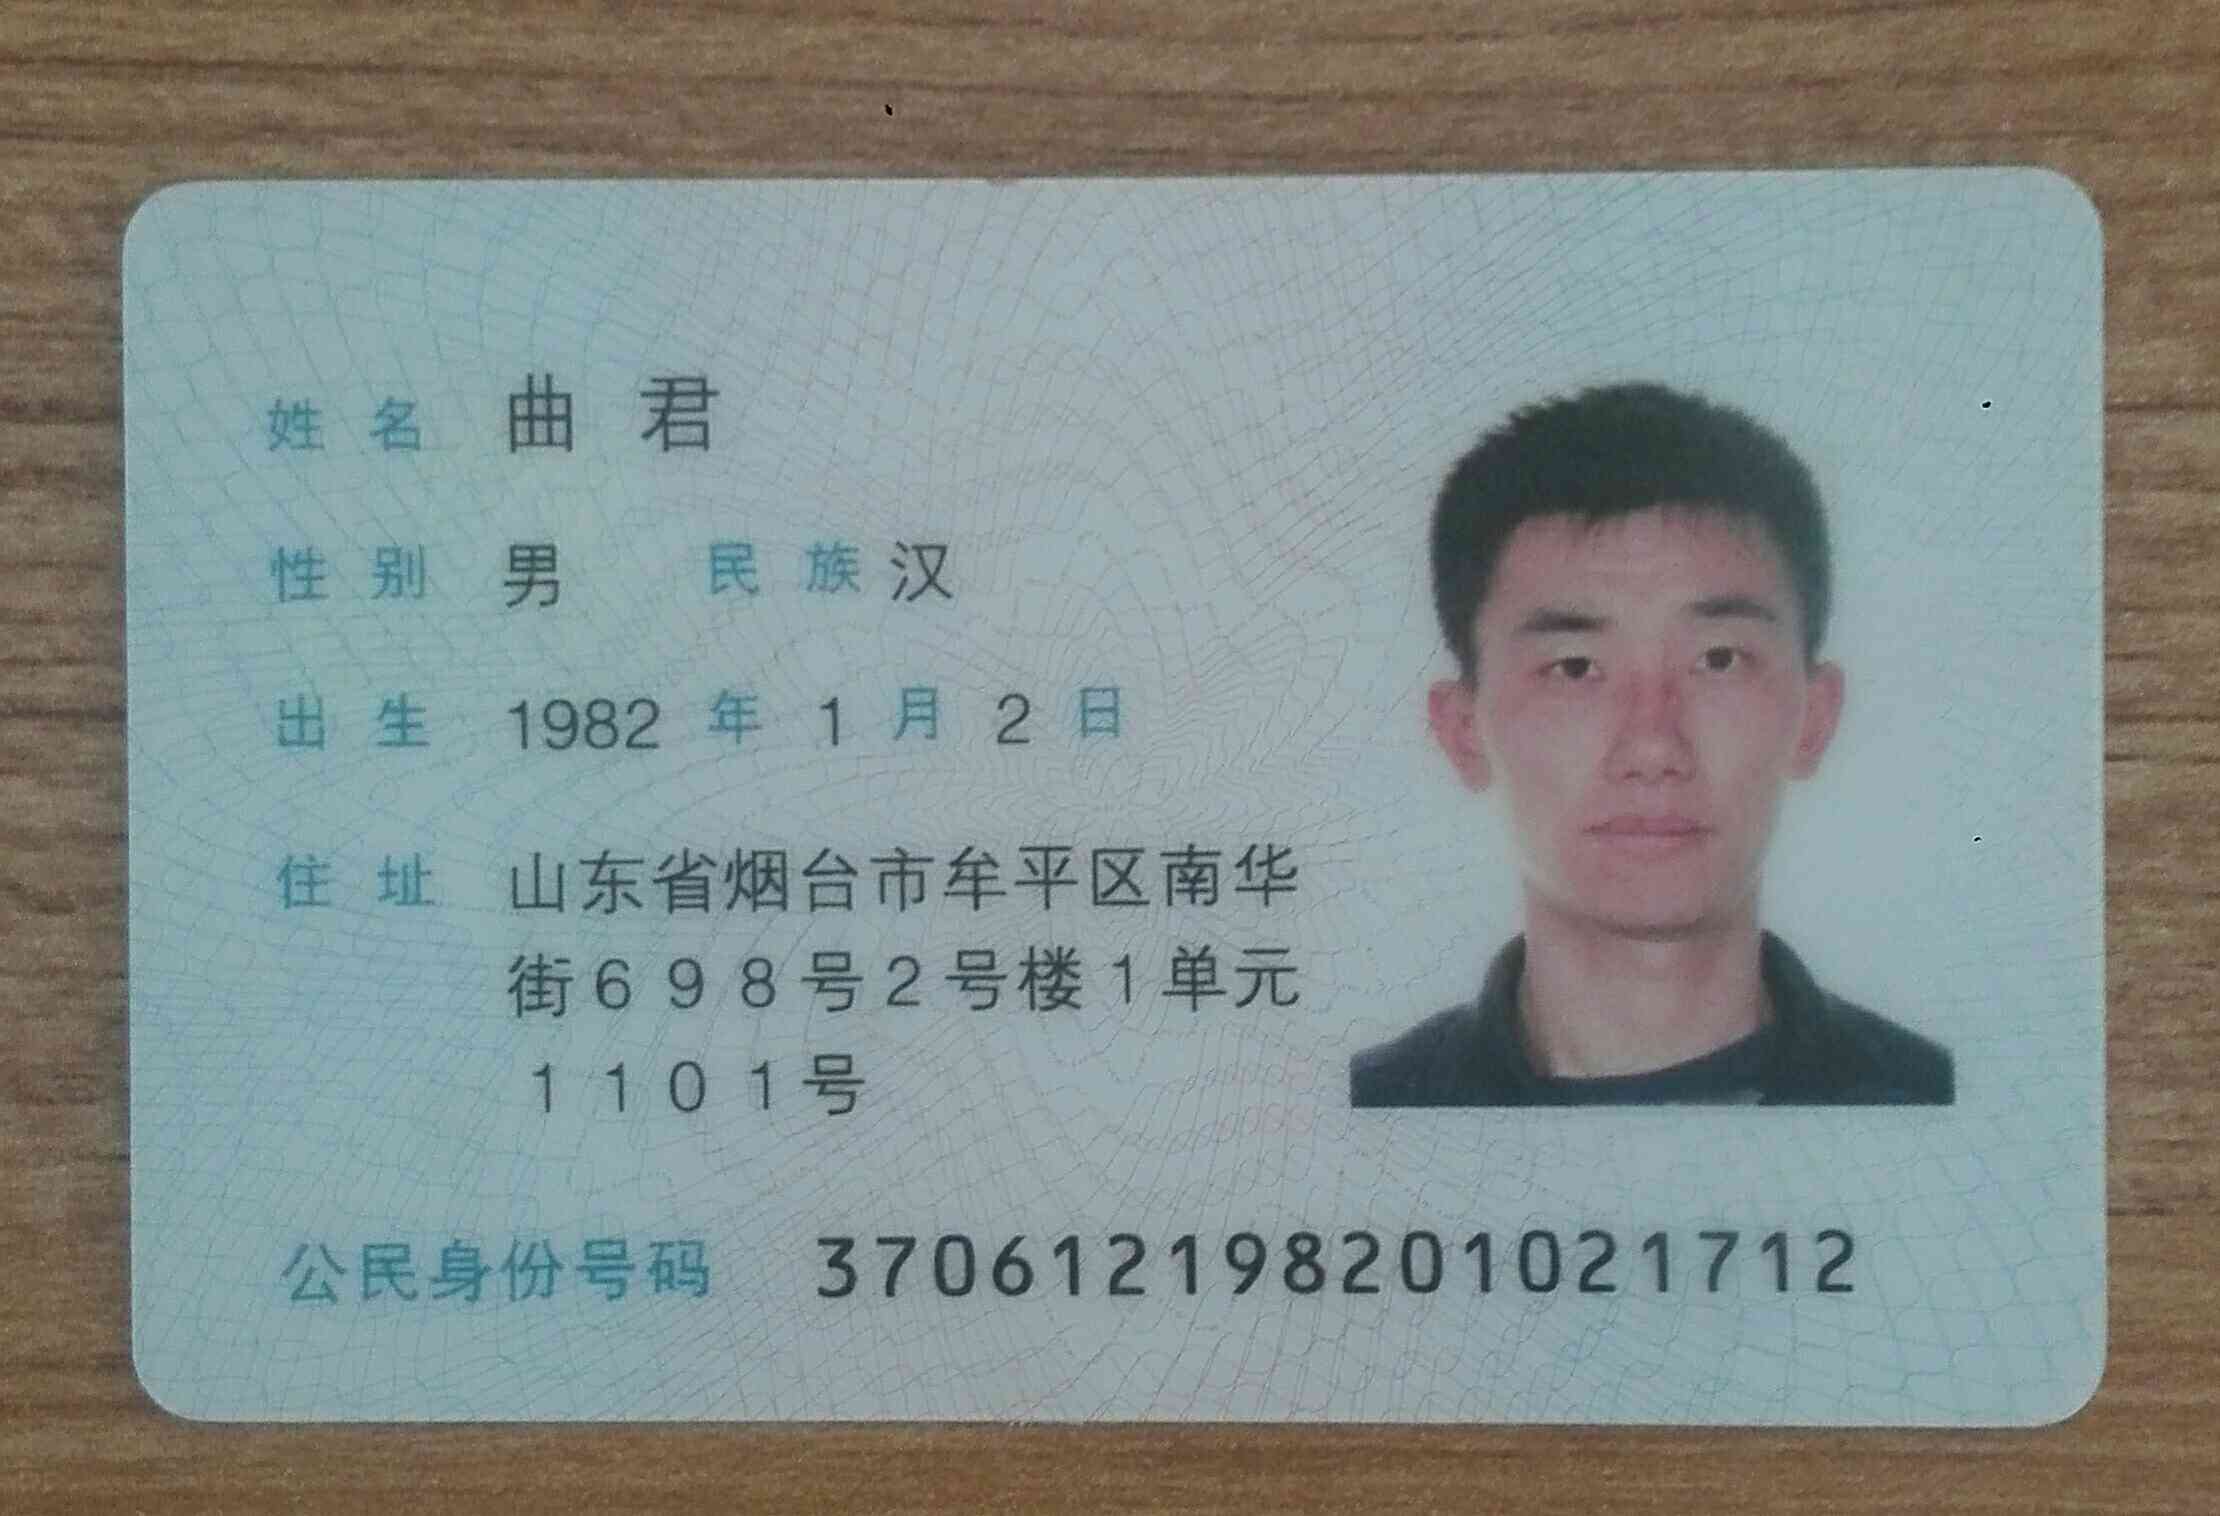 姓名 曲君
性别 男 民族 汉
出生 1982 年 1 月 2 日
住址 山东省烟台市牟平区南华
街698号2号楼1单元
1101号
公民身份号码 370612198201021712